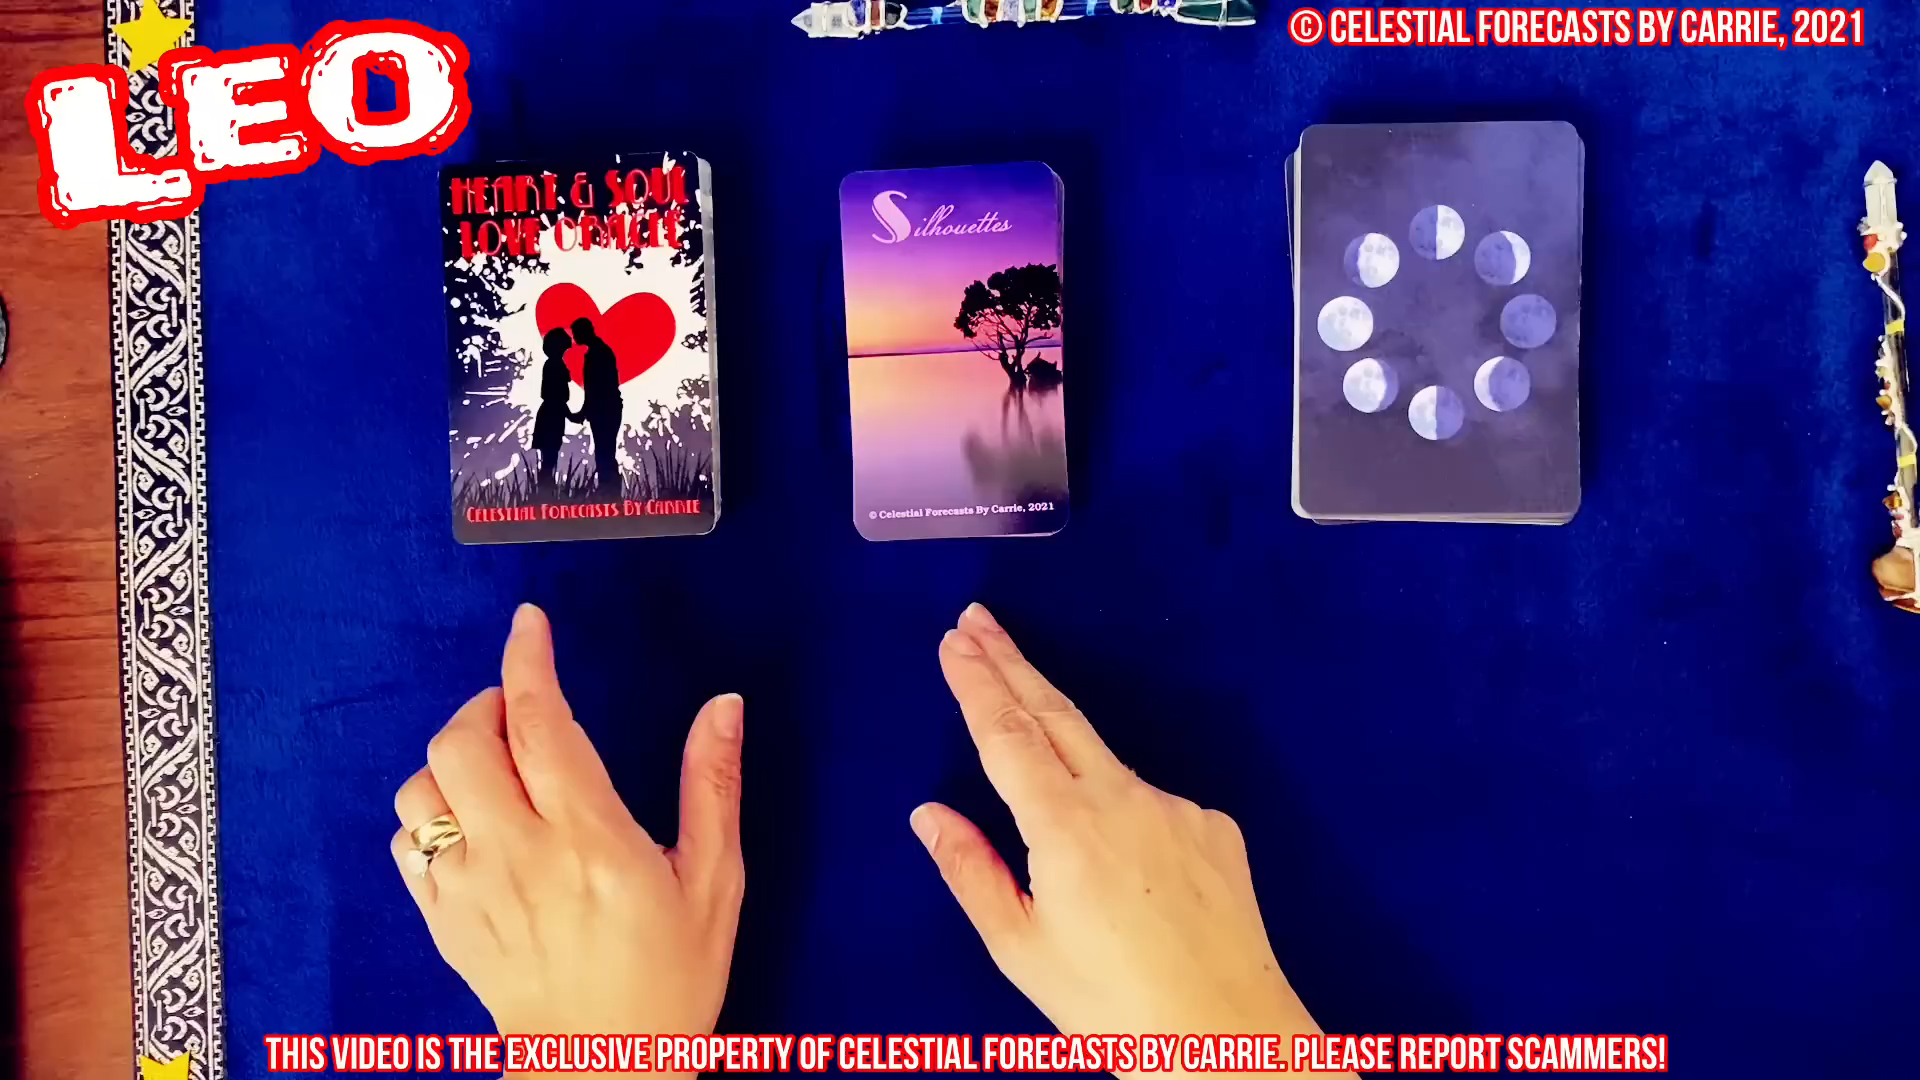 LEO
© CELESTIAL FORECASTS BY CARRIE, 2021
HEART & SOUL
LOVE ORACLE
CELESTIAL FORECASTS BY CARRIE
Silhouettes
© Celestial Forecasts By Carrie, 2021
THIS VIDEO IS THE EXCLUSIVE PROPERTY OF CELESTIAL FORECASTS BY CARRIE. PLEASE REPORT SCAMMERS!